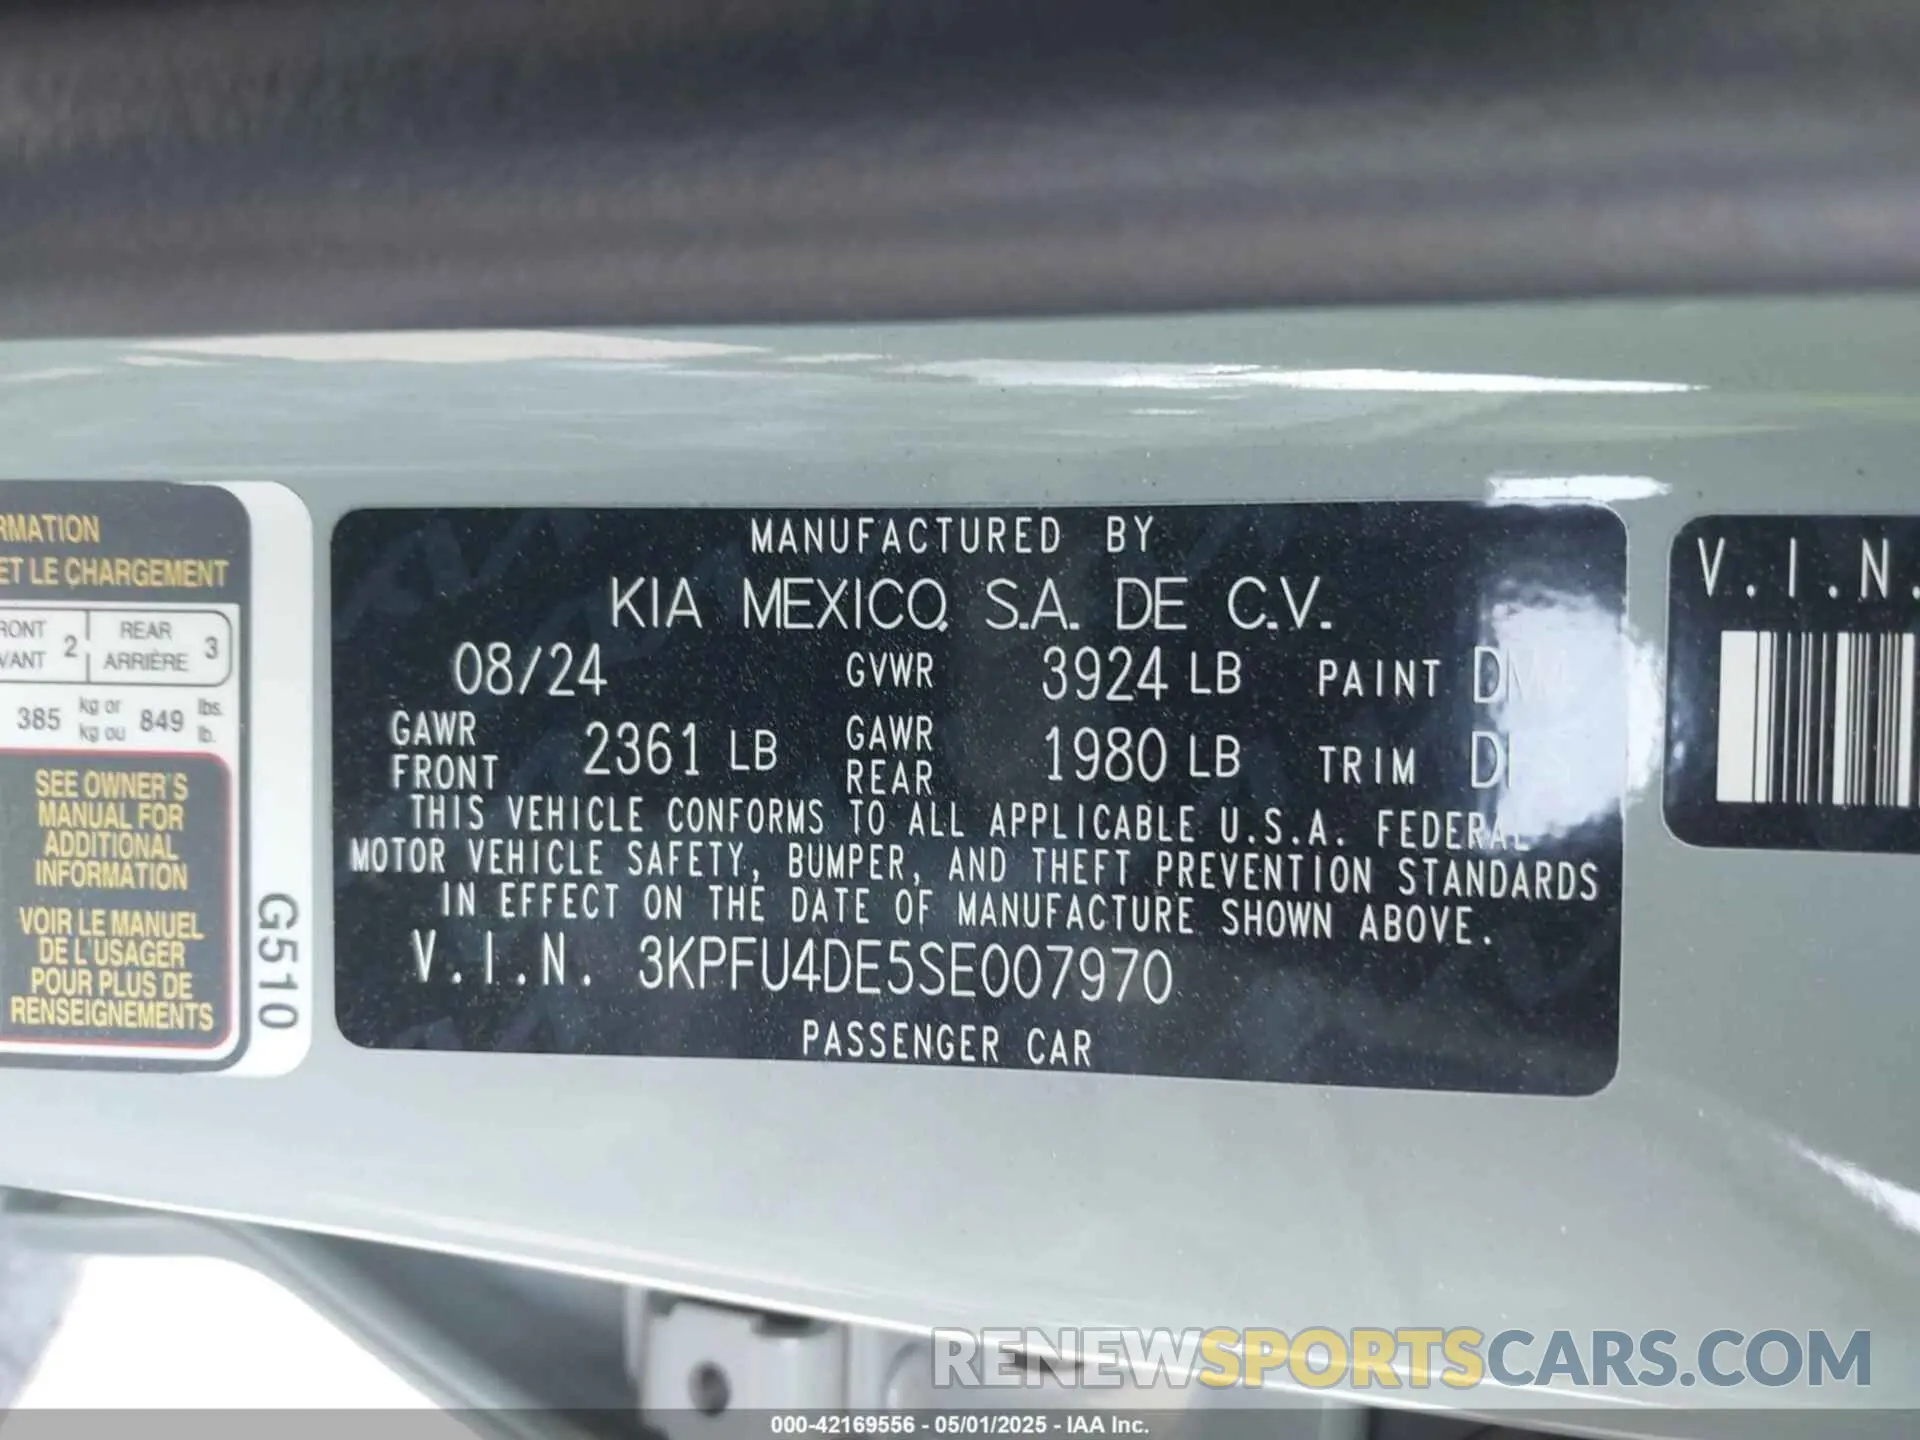 RMATION
ET LE CHARGEMENT
RONT 2 REAR 3
VANT ARRIÈRE
385 kg or 849 lbs.
kg ou lb.
SEE OWNER'S
MANUAL FOR
ADDITIONAL
INFORMATION
VOIR LE MANUEL
DE L'USAGER
POUR PLUS DE
RENSEIGNEMENTS
G510
MANUFACTURED BY
KIA MEXICO, S.A. DE C.V.
08/24 GVWR 3924 LB PAINT
GAWR FRONT 2361 LB GAWR REAR 1980 LB TRIM
THIS VEHICLE CONFORMS TO ALL APPLICABLE U.S.A. FEDERAL
MOTOR VEHICLE SAFETY, BUMPER, AND THEFT PREVENTION STANDARDS
IN EFFECT ON THE DATE OF MANUFACTURE SHOWN ABOVE.
V.I.N. 3KPFU4DE5SE007970
PASSENGER CAR
V.I.N.
RENEWSPORTSCARS.COM
000-42169556 - 05/01/2025 - IAA Inc.